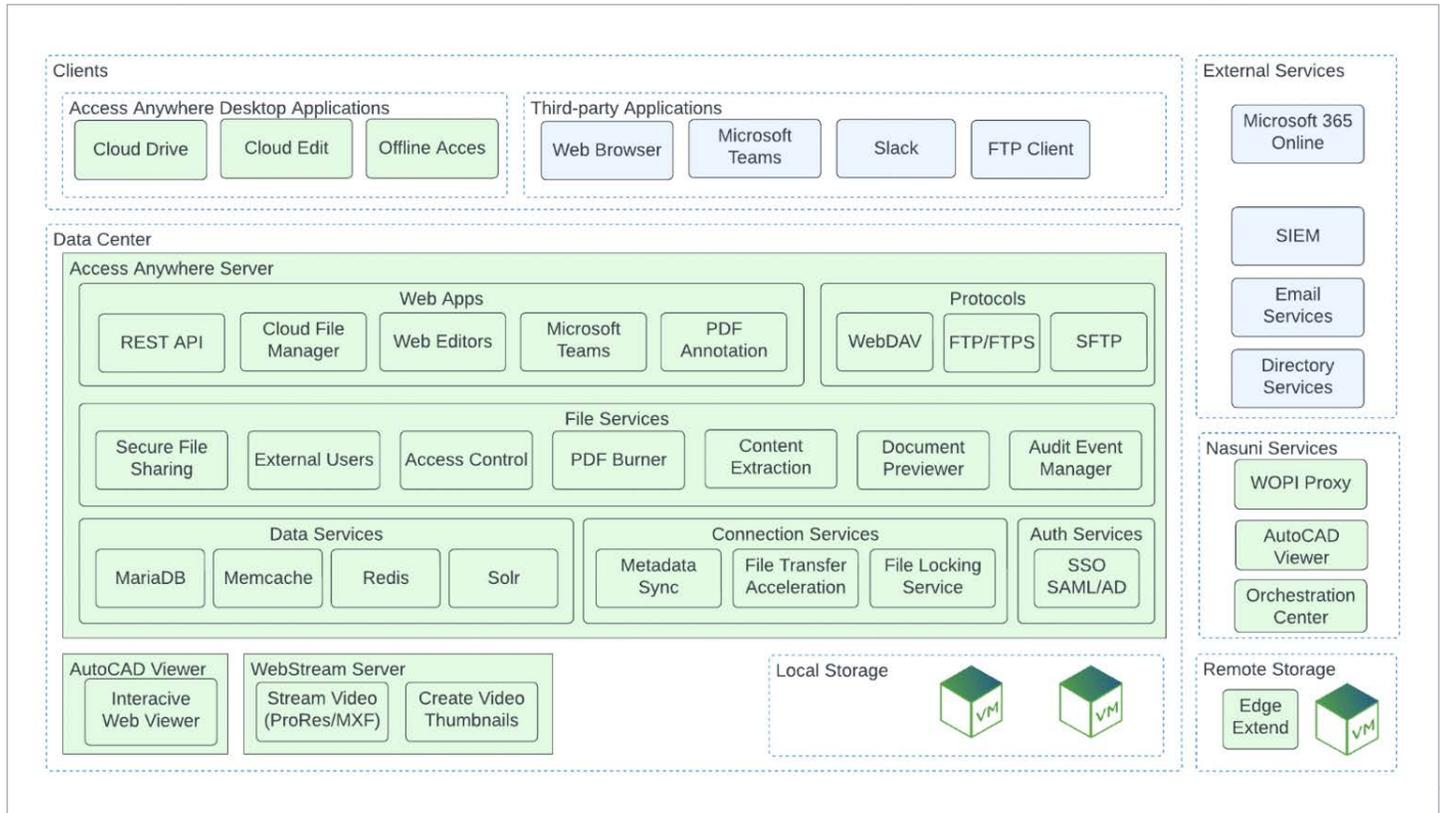 Clients
Access Anywhere Desktop Applications
Cloud Drive
Cloud Edit
Offline Acces
Third-party Applications
Web Browser
Microsoft
Teams
Slack
FTP Client
External Services
Microsoft 365
Online
SIEM
Email
Services
Directory
Services
Data Center
Access Anywhere Server
Web Apps
REST API
Cloud File
Manager
Web Editors
Microsoft
Teams
PDF
Annotation
Protocols
WebDAV
FTP/FTPS
SFTP
File Services
Secure File
Sharing
External Users
Access Control
PDF Burner
Content
Extraction
Document
Previewer
Audit Event
Manager
Data Services
MariaDB
Memcache
Redis
Solr
Connection Services
Metadata
Sync
File Transfer
Acceleration
File Locking
Service
Auth Services
SSO
SAML/AD
Nasuni Services
WOPI Proxy
AutoCAD
Viewer
Orchestration
Center
AutoCAD Viewer
Interacive
Web Viewer
WebStream Server
Stream Video
(ProRes/MXF)
Create Video
Thumbnails
Local Storage
VM
VM
Remote Storage
Edge
Extend
VM